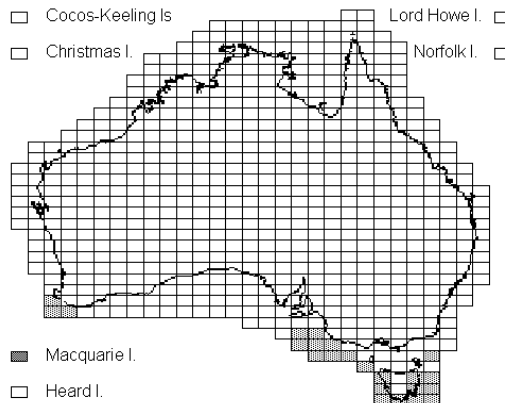 Cocos-Keeling Is
Lord Howe I.
Christmas I.
Norfolk I.
Macquarie I.
Heard I.